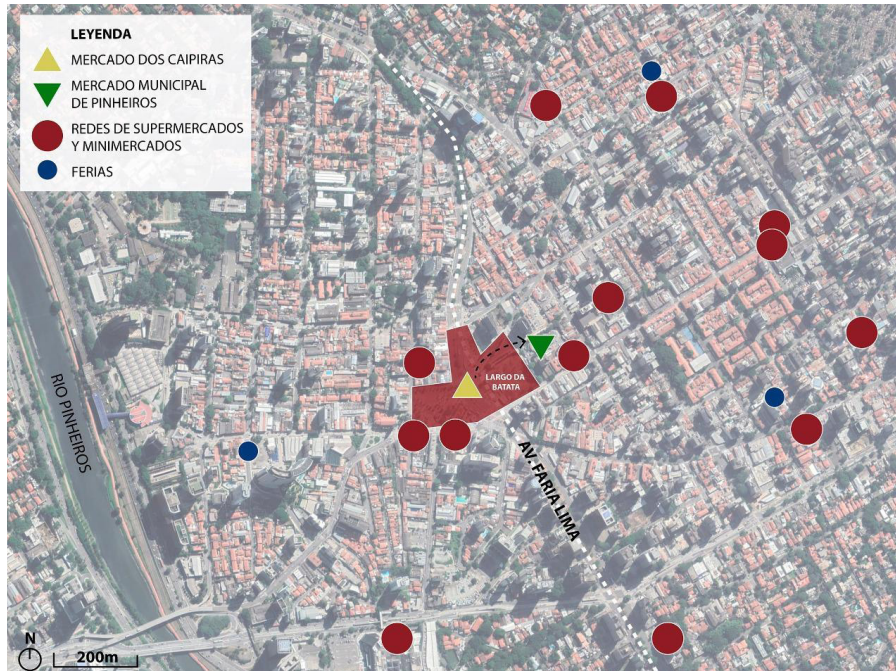 LEYENDA
MERCADO DOS CAIPIRAS
MERCADO MUNICIPAL
DE PINHEIROS
REDES DE SUPERMERCADOS
Y MINIMERCADOS
FERIAS
LARGO DA
BATATA
RIO PINHEIROS
AV. FARIA LIMA
N
200m